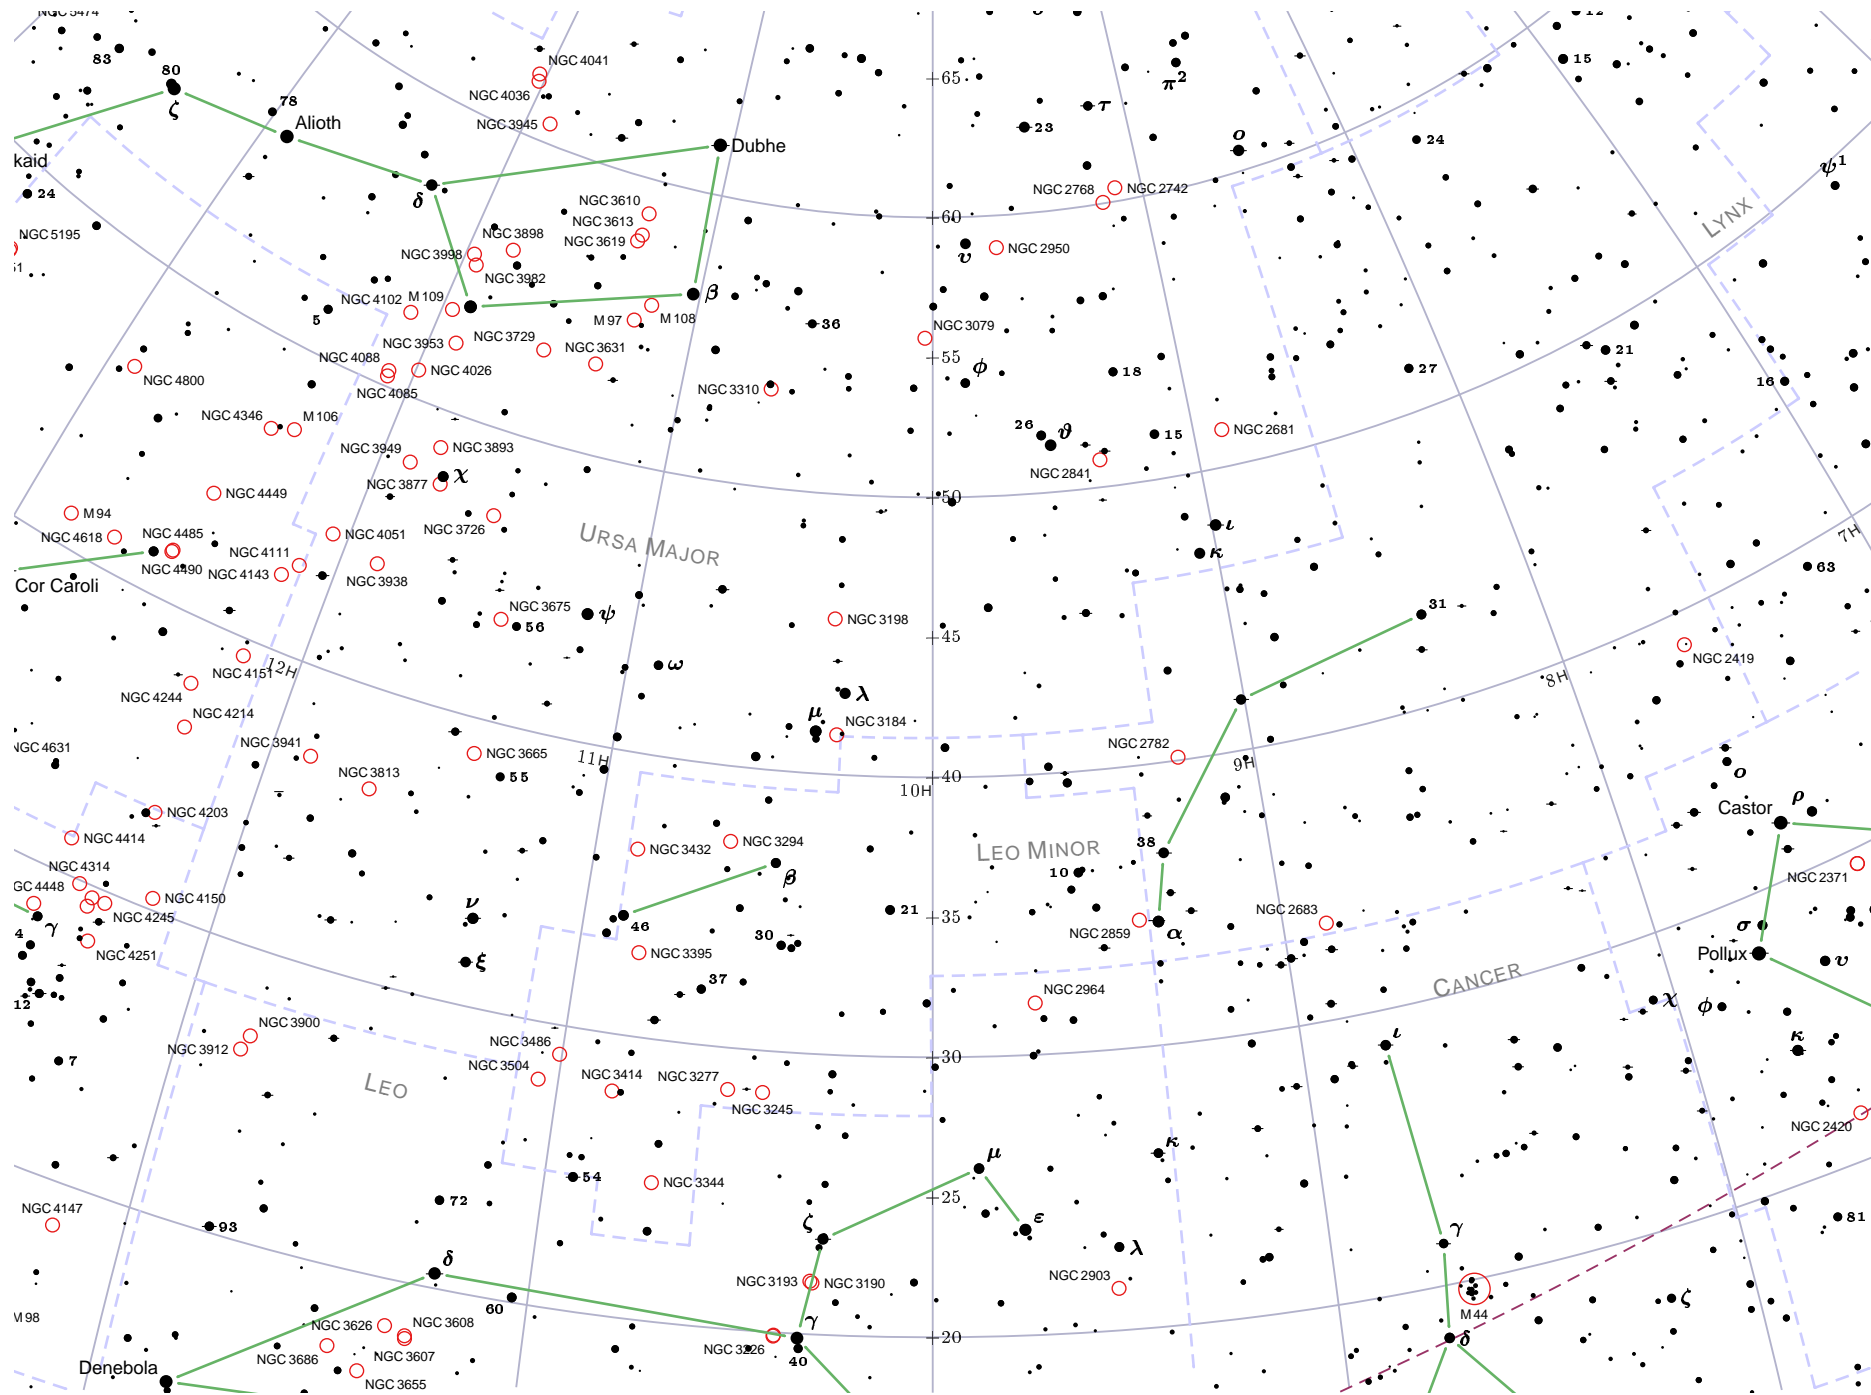 NGC 5474
NGC 4041
12
83
80
15
π²
ζ
78
NGC 4036
τ
Alioth
NGC 3945
23
ο
24
Dubhe
kaid
ψ¹
24
δ
NGC 3610
NGC 2768
NGC 2742
NGC 3613
LYNX
NGC 5195
NGC 3898
NGC 3619
NGC 3998
υ
NGC 2950
51
NGC 3982
NGC 4102
M 109
β
5
M 97
M 108
36
NGC 3953
NGC 3729
NGC 3079
NGC 4088
NGC 3631
21
NGC 4800
NGC 4026
φ
18
27
16
NGC 4085
NGC 3310
NGC 4346
M 106
26
ϑ
15
NGC 2681
NGC 3949
NGC 3893
NGC 3877
χ
NGC 2841
NGC 4449
M 94
NGC 3726
ι
NGC 4618
NGC 4485
NGC 4051
URSA MAJOR
7H
NGC 4111
κ
NGC 4490
NGC 4143
NGC 3938
63
Cor Caroli
NGC 3675
ψ
31
56
NGC 3198
12H
NGC 4151
ω
NGC 2419
NGC 4244
λ
8H
NGC 4214
μ
NGC 3184
NGC 4631
NGC 3941
NGC 3665
NGC 2782
11H
9H
55
NGC 3813
10H
ο
Castor
ρ
NGC 4203
NGC 4414
NGC 3432
NGC 3294
LEO MINOR
38
NGC 4314
β
10
NGC 2371
NGC 4448
NGC 4150
ν
21
NGC 2683
NGC 4245
46
NGC 2859
α
σ
γ
4
30
NGC 4251
NGC 3395
Pollux
υ
ξ
37
CANCER
12
NGC 2964
χ
φ
NGC 3900
ι
κ
NGC 3912
NGC 3486
7
NGC 3504
NGC 3414
NGC 3277
LEO
NGC 3245
NGC 2420
μ
κ
54
NGC 3344
72
NGC 4147
93
ζ
ε
81
γ
λ
δ
NGC 3193
NGC 3190
NGC 2903
60
ζ
M 98
NGC 3626
NGC 3608
γ
M 44
NGC 3686
NGC 3607
NGC 3226
40
δ
Denebola
NGC 3655
65
60
55
50
45
40
35
30
25
20